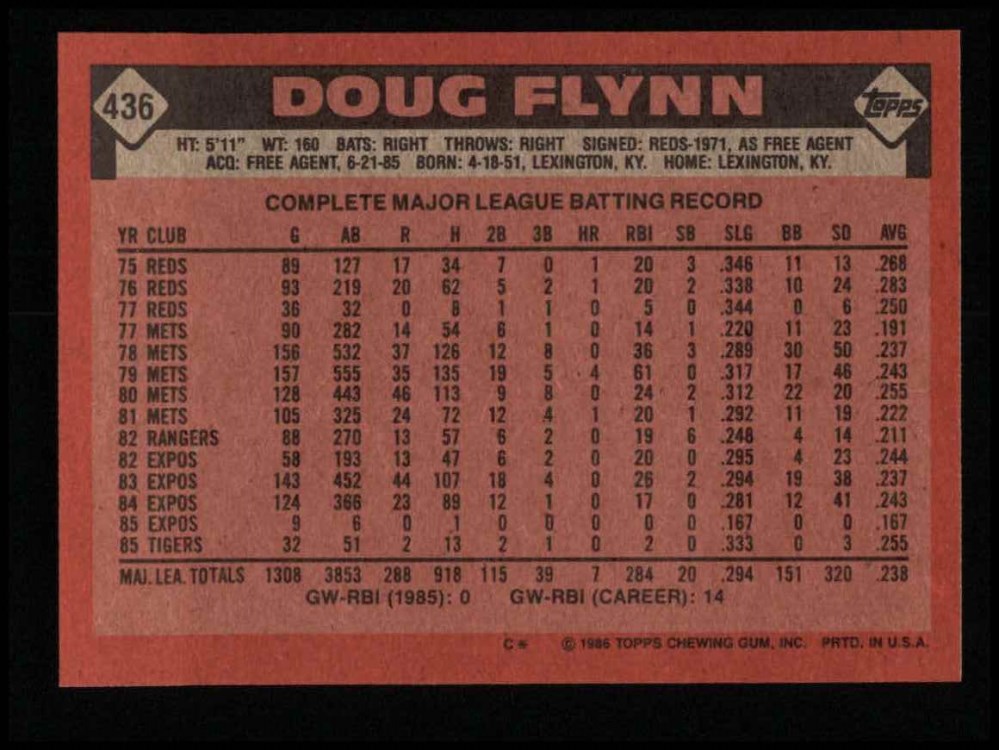 436 DOUG FLYNN TOPPS
HT: 5'11" WT: 160 BATS: RIGHT THROWS: RIGHT SIGNED: REDS-1971, AS FREE AGENT
ACQ: FREE AGENT, 6-21-85 BORN: 4-18-51, LEXINGTON, KY. HOME: LEXINGTON, KY.
COMPLETE MAJOR LEAGUE BATTING RECORD
YR CLUB G AB R H 2B 3B HR RBI SB SLG BB SO AVG
75 REDS 89 127 17 34 7 0 1 20 3 .346 11 13 .268
76 REDS 93 219 20 62 5 2 1 20 2 .338 10 24 .283
77 REDS 36 32 0 8 1 1 0 5 0 .344 0 6 .250
77 METS 90 282 14 54 6 1 0 14 1 .220 11 23 .191
78 METS 156 532 37 126 12 8 0 36 3 .289 30 50 .237
79 METS 157 555 35 135 19 5 4 61 0 .317 17 46 .243
80 METS 128 443 46 113 9 8 0 24 2 .312 22 20 .255
81 METS 105 325 24 72 12 4 1 20 1 .292 11 19 .222
82 RANGERS 88 270 13 57 6 2 0 19 6 .248 4 14 .211
82 EXPOS 58 193 13 47 6 2 0 20 0 .295 4 23 .244
83 EXPOS 143 452 44 107 18 4 0 26 2 .294 19 38 .237
84 EXPOS 124 366 23 89 12 1 0 17 0 .281 12 41 .243
85 EXPOS 9 6 0 1 0 0 0 0 0 .167 0 0 .167
85 TIGERS 32 51 2 13 2 1 0 2 0 .333 0 3 .255
MAJ. LEA. TOTALS 1308 3853 288 918 115 39 7 284 20 .294 151 320 .238
GW-RBI (1985): 0 GW-RBI (CAREER): 14
C* © 1986 TOPPS CHEWING GUM, INC. PRTD. IN U.S.A.